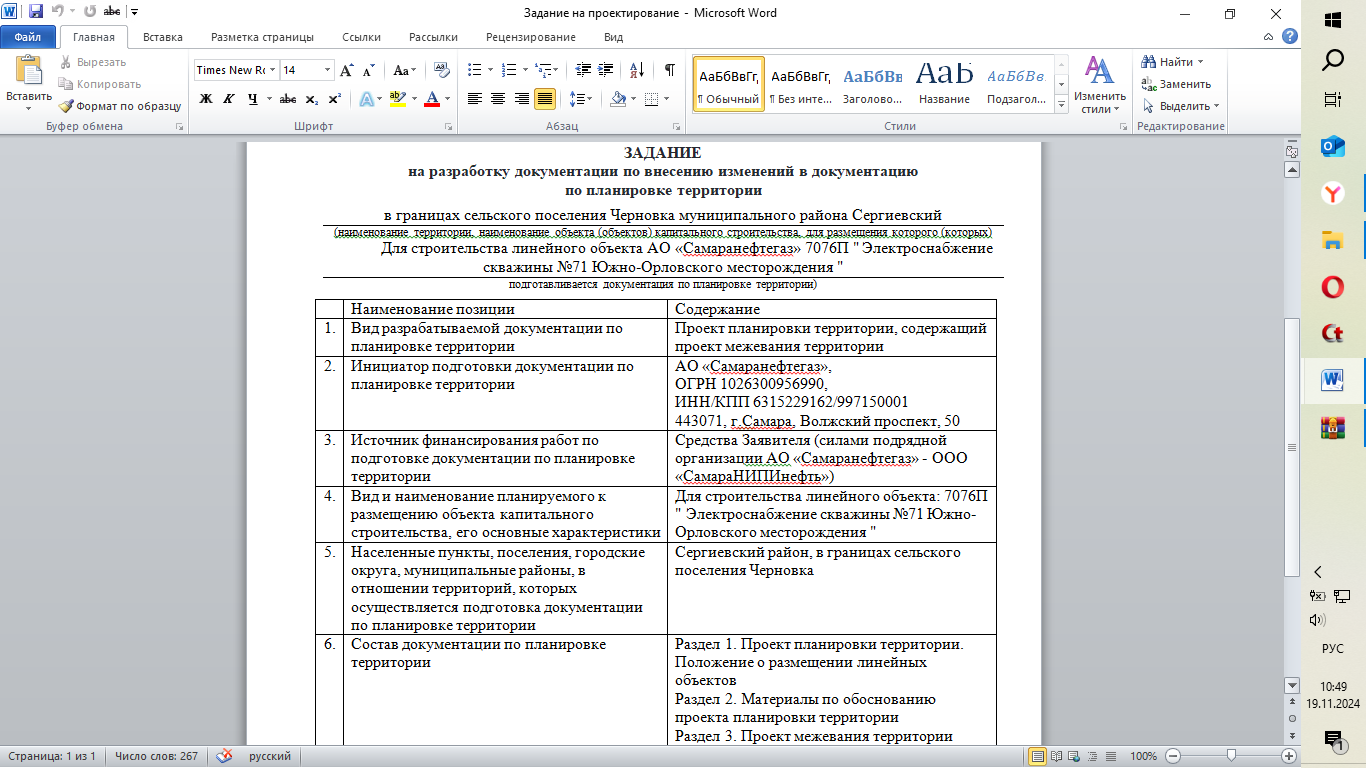 Задание на проектирование - Microsoft Word
Файл Главная Вставка Разметка страницы Ссылки Рассылки Рецензирование Вид
Вставить
Вырезать
Копировать
Формат по образцу
Буфер обмена
Times New Ro 14
Шрифт
Абзац
АаБбВвГг,
¶ Обычный
АаБбВвГг,
¶ Без инте...
АаБбВв
Заголово...
АаБ
Название
АаБбВв.
Подзагол...
Стили
Изменить
стили
Найти
Заменить
Выделить
Редактирование
ЗАДАНИЕ
на разработку документации по внесению изменений в документацию
по планировке территории
в границах сельского поселения Черновка муниципального района Сергиевский
(наименование территории, наименование объекта (объектов) капитального строительства, для размещения которого (которых)
Для строительства линейного объекта АО «Самаранефтегаз» 7076П " Электроснабжение
скважины №71 Южно-Орловского месторождения "
подготавливается документация по планировке территории)
Наименование позиции Содержание
1. Вид разрабатываемой документации по
планировке территории
Проект планировки территории, содержащий
проект межевания территории
2. Инициатор подготовки документации по
планировке территории
АО «Самаранефтегаз»,
ОГРН 1026300956990,
ИНН/КПП 6315229162/997150001
443071, г.Самара, Волжский проспект, 50
3. Источник финансирования работ по
подготовке документации по планировке
территории
Средства Заявителя (силами подрядной
организации АО «Самаранефтегаз» - ООО
«СамараНИПИнефть»)
4. Вид и наименование планируемого к
размещению объекта капитального
строительства, его основные характеристики
Для строительства линейного объекта: 7076П
" Электроснабжение скважины №71 Южно-
Орловского месторождения "
5. Населенные пункты, поселения, городские
округа, муниципальные районы, в
отношении территорий, которых
осуществляется подготовка документации
по планировке территории
Сергиевский район, в границах сельского
поселения Черновка
6. Состав документации по планировке
территории
Раздел 1. Проект планировки территории.
Положение о размещении линейных
объектов
Раздел 2. Материалы по обоснованию
проекта планировки территории
Раздел 3. Проект межевания территории
Страница: 1 из 1 Число слов: 267 русский 100%
РУС
10:49
19.11.2024
1